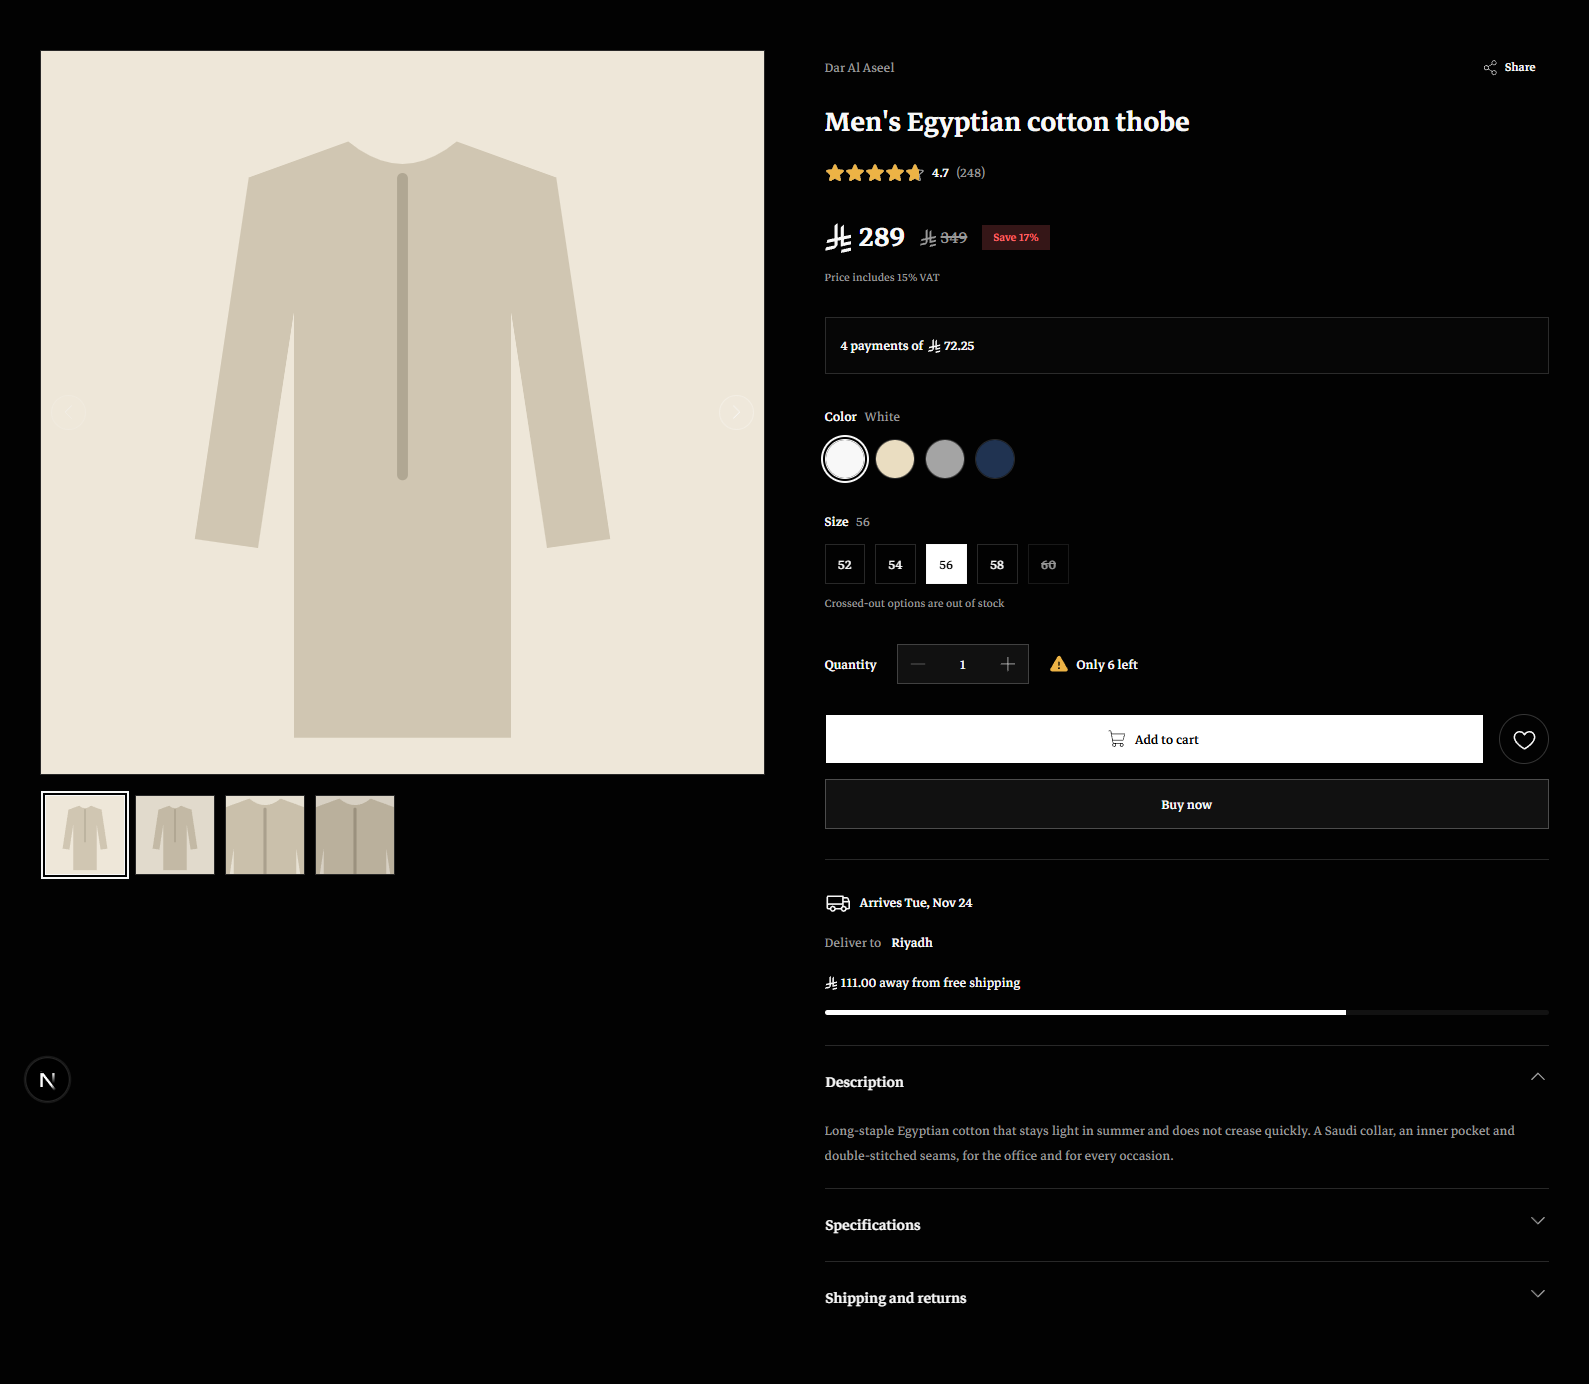 Dar Al Aseel
Share
Men's Egyptian cotton thobe
4.7 (248)
⃁ 289 ⃁ 349 Save 17%
Price includes 15% VAT
4 payments of ⃁ 72.25
Color White
Size 56
52 54 56 58 60
Crossed-out options are out of stock
Quantity 1 Only 6 left
Add to cart
Buy now
Arrives Tue, Nov 24
Deliver to Riyadh
⃁ 111.00 away from free shipping
N
Description
Long-staple Egyptian cotton that stays light in summer and does not crease quickly. A Saudi collar, an inner pocket and
double-stitched seams, for the office and for every occasion.
Specifications
Shipping and returns